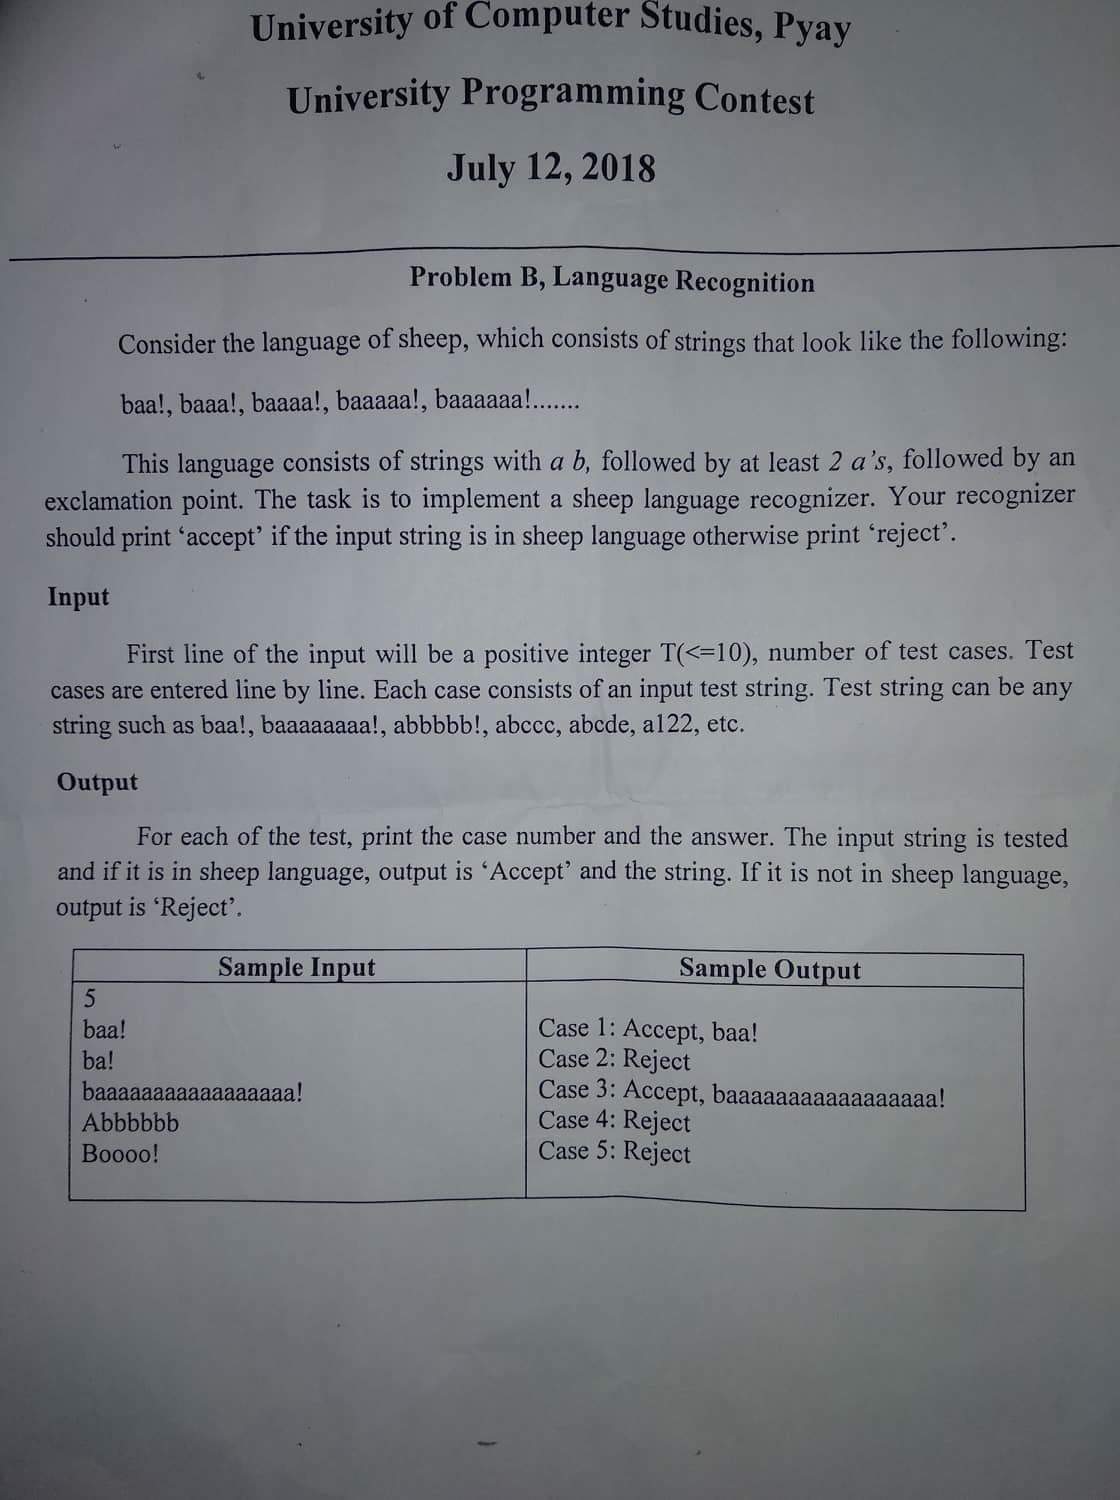 University of Computer Studies, Pyay
University Programming Contest
July 12, 2018
Problem B, Language Recognition
Consider the language of sheep, which consists of strings that look like the following:
baa!, baaa!, baaaa!, baaaaa!, baaaaaa!.......
This language consists of strings with a b, followed by at least 2 a's, followed by an
exclamation point. The task is to implement a sheep language recognizer. Your recognizer
should print ‘accept’ if the input string is in sheep language otherwise print ‘reject’.
Input
First line of the input will be a positive integer T(<=10), number of test cases. Test
cases are entered line by line. Each case consists of an input test string. Test string can be any
string such as baa!, baaaaaaaa!, abbbbb!, abccc, abcde, a122, etc.
Output
For each of the test, print the case number and the answer. The input string is tested
and if it is in sheep language, output is ‘Accept’ and the string. If it is not in sheep language,
output is ‘Reject’.
Sample Input
5
baa!
ba!
baaaaaaaaaaaaaaaaa!
Abbbbbb
Boooo!
Sample Output
Case 1: Accept, baa!
Case 2: Reject
Case 3: Accept, baaaaaaaaaaaaaaaaa!
Case 4: Reject
Case 5: Reject